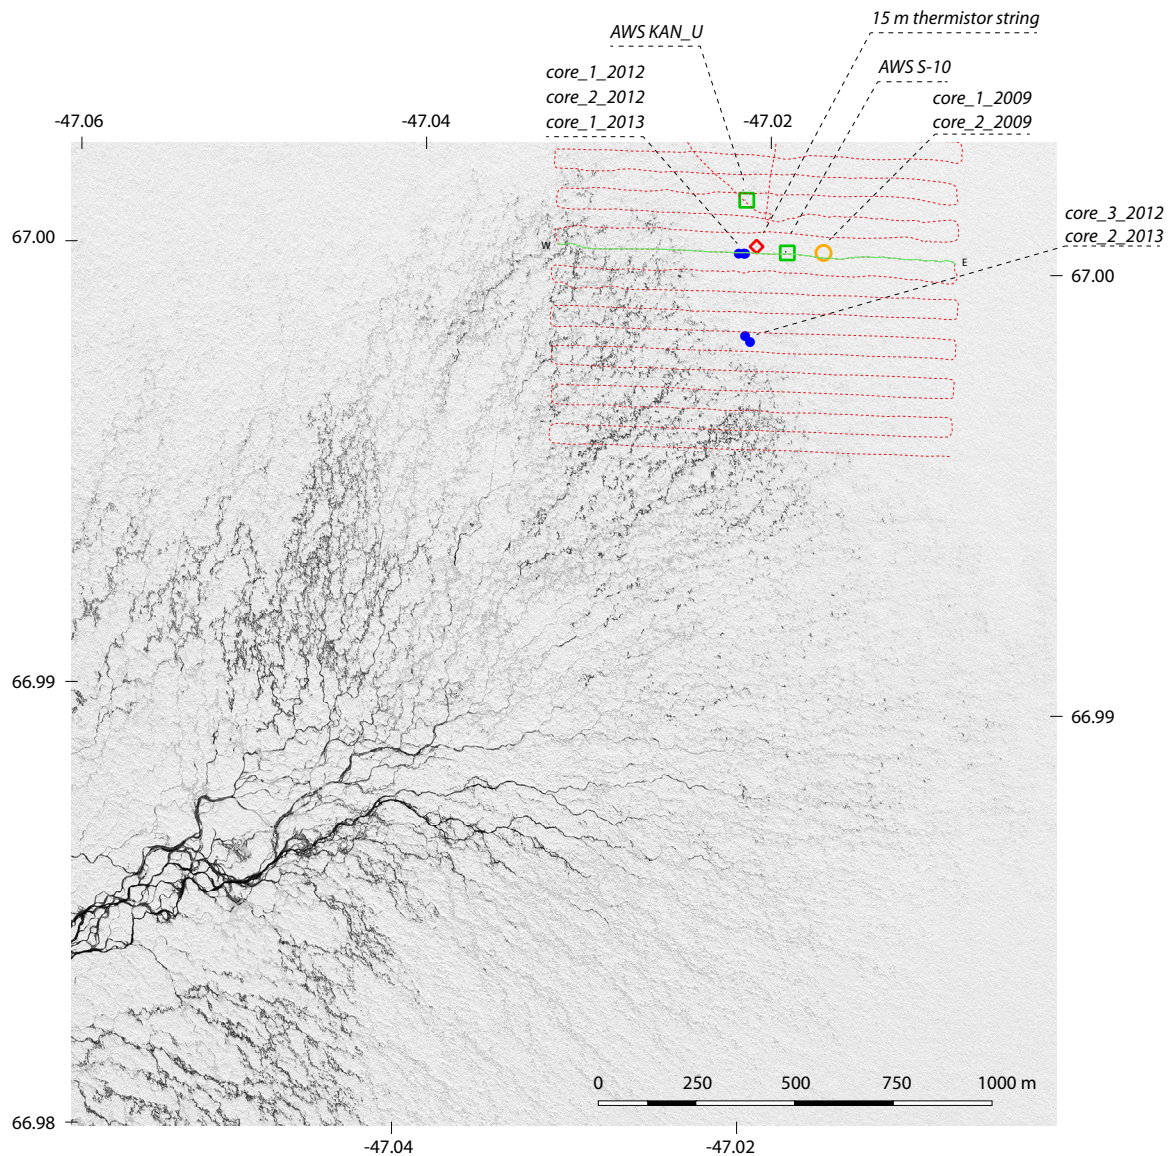 15 m thermistor string
AWS KAN_U
AWS S-10
core_1_2012
core_2_2012
core_1_2013
core_1_2009
core_2_2009
-47.06
-47.04
-47.02
core_3_2012
core_2_2013
67.00
W
E
67.00
66.99
66.99
0
250
500
750
1000 m
66.98
-47.04
-47.02